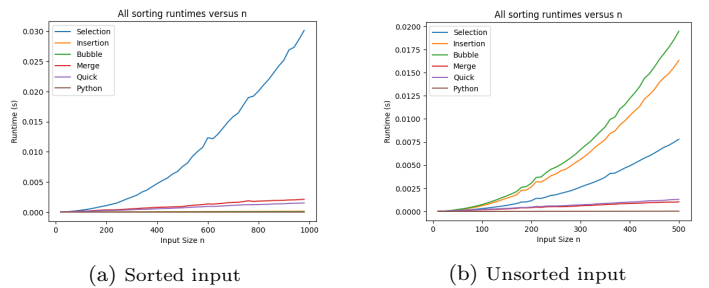 All sorting runtimes versus n
Selection
Insertion
Bubble
Merge
Quick
Python
Runtime (s)
0.030
0.025
0.020
0.015
0.010
0.005
0.000
0 200 400 600 800 1000
Input Size n
(a) Sorted input
All sorting runtimes versus n
Selection
Insertion
Bubble
Merge
Quick
Python
Runtime (s)
0.0200
0.0175
0.0150
0.0125
0.0100
0.0075
0.0050
0.0025
0.0000
0 100 200 300 400 500
Input Size n
(b) Unsorted input